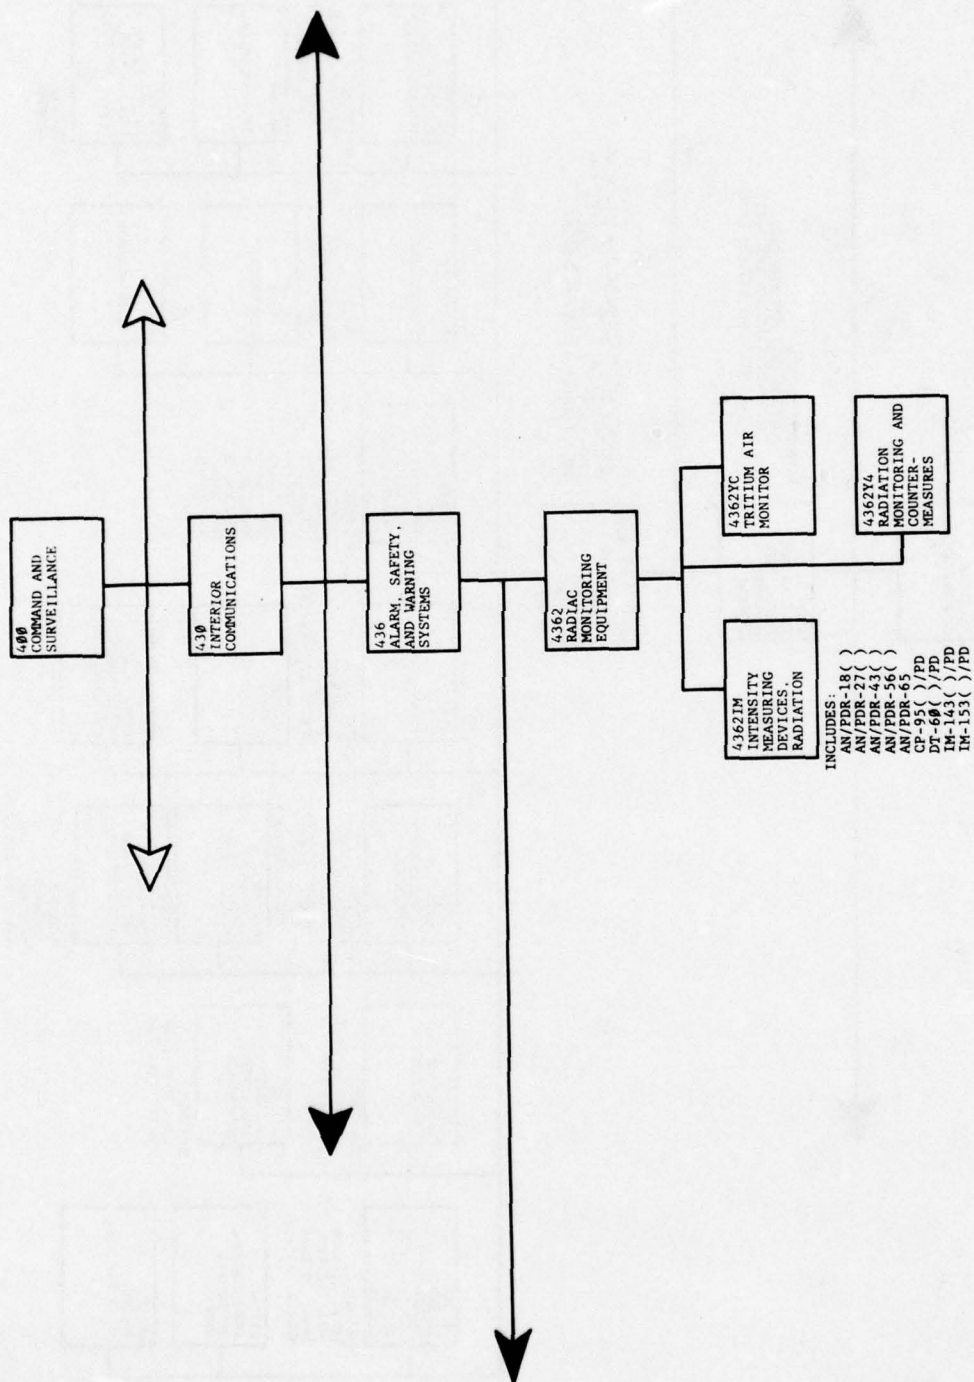 400
COMMAND AND
SURVEILLANCE
430
INTERIOR
COMMUNICATIONS
436
ALARM, SAFETY,
AND WARNING
SYSTEMS
4362
RADIAC
MONITORING
EQUIPMENT
4362IM
INTENSITY
MEASURING
DEVICES,
RADIATION
INCLUDES:
AN/PDR-18( )
AN/PDR-27( )
AN/PDR-43( )
AN/PDR-56( )
AN/PDR-65
CP-95( )/PD
DT-60( )/PD
IM-143( )/PD
IM-153( )/PD
4362YC
TRITIUM AIR
MONITOR
4362Y4
RADIATION
MONITORING AND
COUNTER-
MEASURES